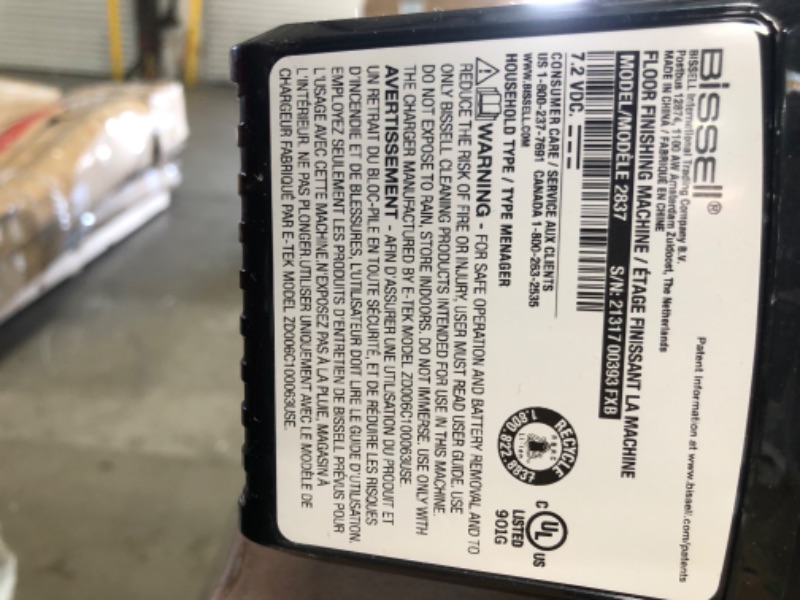 Bissell®
BISSELL International Trading Company B.V.
Postbus 12874, 1100 AW Amsterdam Zuidoost, The Netherlands
MADE IN CHINA / FABRIQUÉ EN CHINE
Patent information at www.bissell.com/patents
FLOOR FINISHING MACHINE / ÉTAGE FINISSANT LA MACHINE
MODEL/MODÈLE 2837 S/N: 2131700393FXB
7.2 VDC.
CONSUMER CARE / SERVICE AUX CLIENTS
US 1-800-237-7691 CANADA 1-800-263-2535
WWW.BISSELL.COM
HOUSEHOLD TYPE / TYPE MENAGER
RECYCLE
RBRC
Li-Ion
1.800.822.8837
C UL US
LISTED
901G
WARNING - FOR SAFE OPERATION AND BATTERY REMOVAL AND TO
REDUCE THE RISK OF FIRE OR INJURY, USER MUST READ USER GUIDE. USE
ONLY BISSELL CLEANING PRODUCTS INTENDED FOR USE IN THIS MACHINE.
DO NOT EXPOSE TO RAIN, STORE INDOORS. DO NOT IMMERSE. USE ONLY WITH
THE CHARGER MANUFACTURED BY E-TEK MODEL ZD006C100063USE.
AVERTISSEMENT - AFIN D'ASSURER UNE UTILISATION DU PRODUIT ET
UN RETRAIT DU BLOC-PILE EN TOUTE SÉCURITÉ, ET DE RÉDUIRE LES RISQUES
D'INCENDIE ET DE BLESSURES, L'UTILISATEUR DOIT LIRE LE GUIDE D'UTILISATION.
EMPLOYEZ SEULEMENT LES PRODUITS D'ENTRETIEN DE BISSELL PRÉVUS POUR
L'USAGE AVEC CETTE MACHINE.N'EXPOSEZ PAS À LA PLUIE, MAGASIN À
L'INTÉRIEUR. NE PAS PLONGER.UTILISER UNIQUEMENT AVEC LE MODÈLE DE
CHARGEUR FABRIQUÉ PAR E-TEK MODEL ZD006C100063USE.